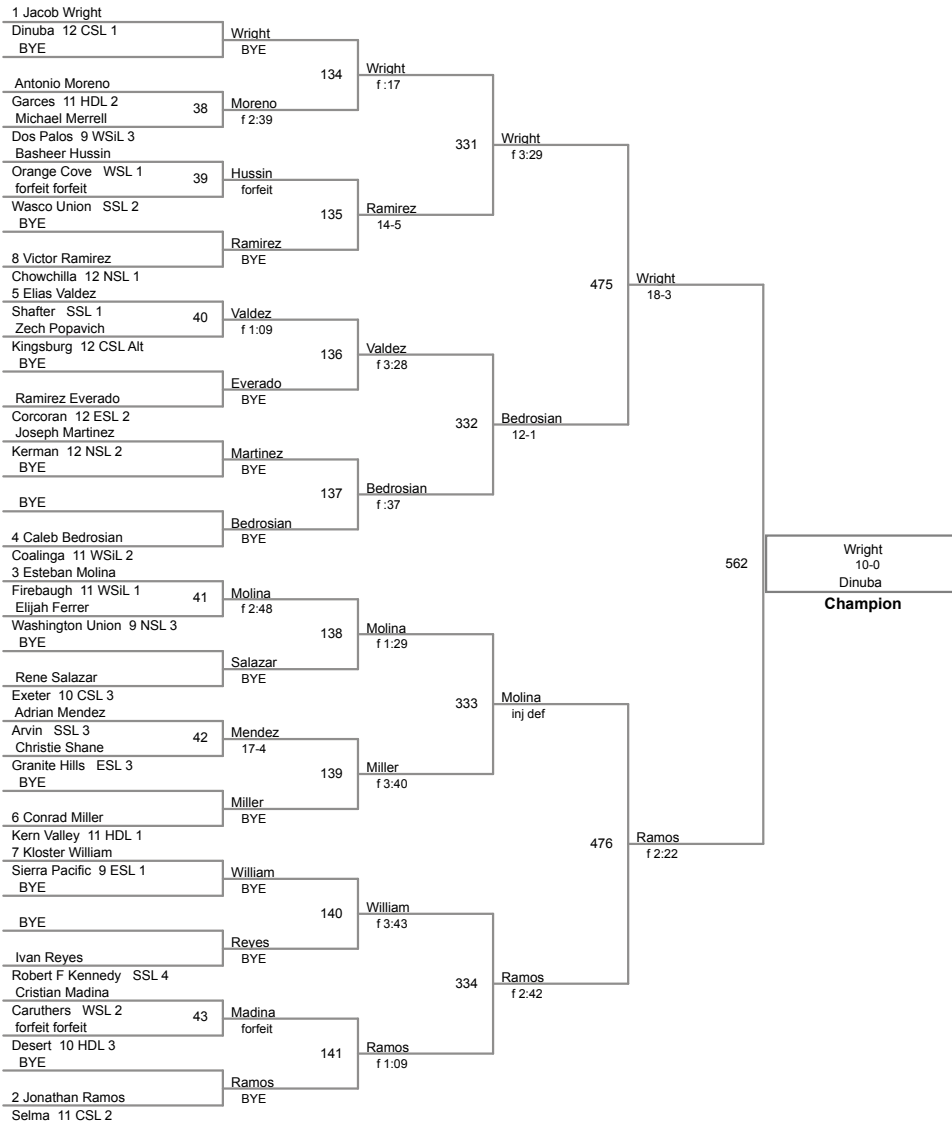 1 Jacob Wright
Dinuba 12 CSL 1
BYE
Antonio Moreno
Garces 11 HDL 2
38
Michael Merrell
Dos Palos 9 WSiL 3
Basheer Hussin
Orange Cove WSL 1
39
forfeit forfeit
Wasco Union SSL 2
BYE
8 Victor Ramirez
Chowchilla 12 NSL 1
5 Elias Valdez
Shafter SSL 1
40
Zech Popavich
Kingsburg 12 CSL Alt
BYE
Ramirez Everado
Corcoran 12 ESL 2
Joseph Martinez
Kerman 12 NSL 2
BYE
BYE
4 Caleb Bedrosian
Coalinga 11 WSiL 2
3 Esteban Molina
Firebaugh 11 WSiL 1
41
Elijah Ferrer
Washington Union 9 NSL 3
BYE
Rene Salazar
Exeter 10 CSL 3
Adrian Mendez
Arvin SSL 3
42
Christie Shane
Granite Hills ESL 3
BYE
6 Conrad Miller
Kern Valley 11 HDL 1
7 Kloster William
Sierra Pacific 9 ESL 1
BYE
BYE
Ivan Reyes
Robert F Kennedy SSL 4
Cristian Madina
Caruthers WSL 2
43
forfeit forfeit
Desert 10 HDL 3
BYE
2 Jonathan Ramos
Selma 11 CSL 2
Wright
BYE
134
Moreno
f 2:39
Hussin
forfeit
135
Ramirez
BYE
Valdez
f 1:09
136
Everado
BYE
Martinez
BYE
137
Bedrosian
BYE
Molina
f 2:48
138
Salazar
BYE
Mendez
17-4
139
Miller
BYE
William
BYE
140
Reyes
BYE
Madina
forfeit
141
Ramos
BYE
Wright
f :17
331
Ramirez
14-5
Valdez
f 3:28
332
Bedrosian
f :37
Molina
f 1:29
333
Miller
f 3:40
William
f 3:43
334
Ramos
f 1:09
Wright
f 3:29
475
Bedrosian
12-1
Molina
inj def
476
Ramos
f 2:42
Wright
18-3
562
Ramos
f 2:22
Wright
10-0
Dinuba
Champion